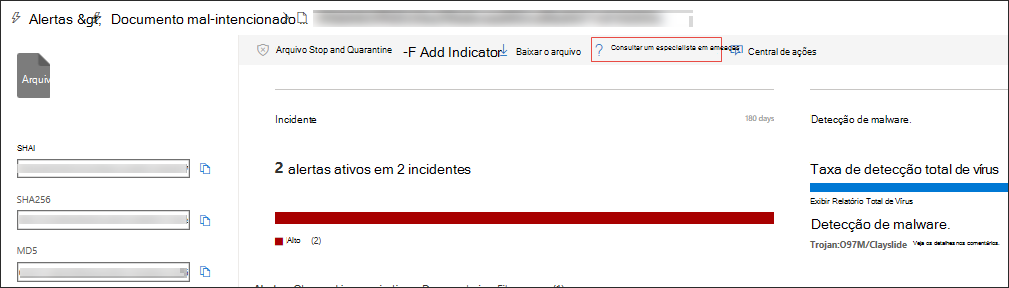 Alertas &gt; Documento mal-intencionado ...
Arquivo Stop and Quarantine -F Add Indicator Baixar o arquivo Consultar um especialista em ameaças Central de ações
Arquiv
Incidente 180 days Detecção de malware.
SHAI
2 alertas ativos em 2 incidentes Taxa de detecção total de vírus
SHA256
Exibir Relatório Total de Vírus
Detecção de malware.
Alto (2) Trojan:O97M/Clayslide Veja os detalhes nos comentários.
MD5